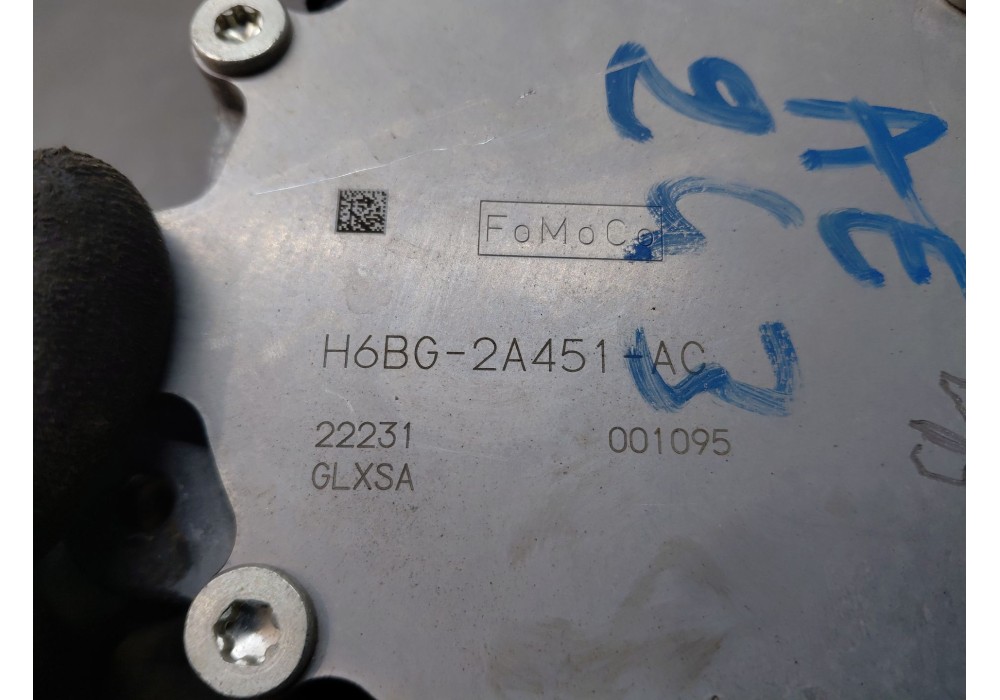 FoMoCo
H6BG-2A451-AC
22231
001095
GLXSA